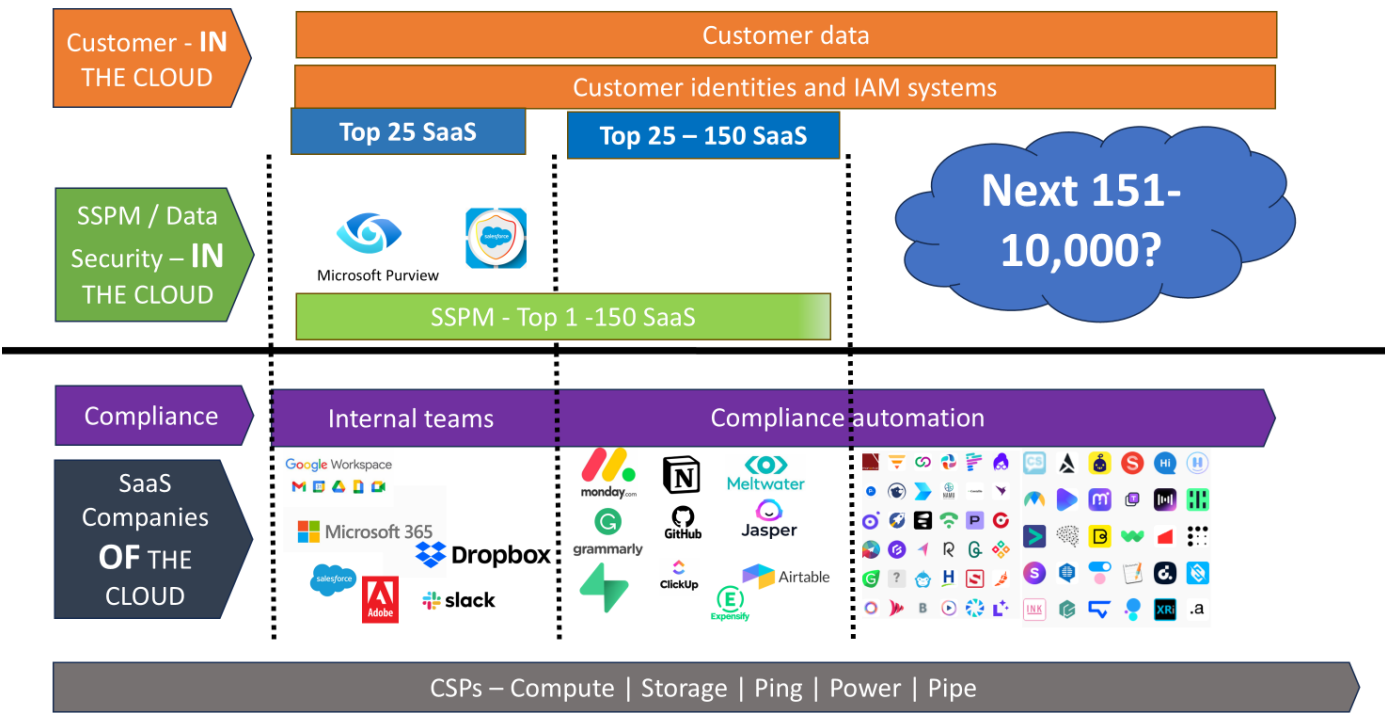 Customer - IN
THE CLOUD
Customer data
Customer identities and IAM systems
Top 25 SaaS
Top 25 – 150 SaaS
Next 151-
10,000?
SSPM / Data
Security – IN
THE CLOUD
Microsoft Purview
salesforce
SSPM - Top 1 -150 SaaS
Compliance
Internal teams
Compliance automation
SaaS
Companies
OF THE
CLOUD
Google Workspace
Microsoft 365
Dropbox
salesforce
Adobe
slack
monday.com
Meltwater
grammarly
GitHub
Jasper
ClickUp
Airtable
Expensify
CS
Hi
INK
XRi
.a
CSPs – Compute | Storage | Ping | Power | Pipe